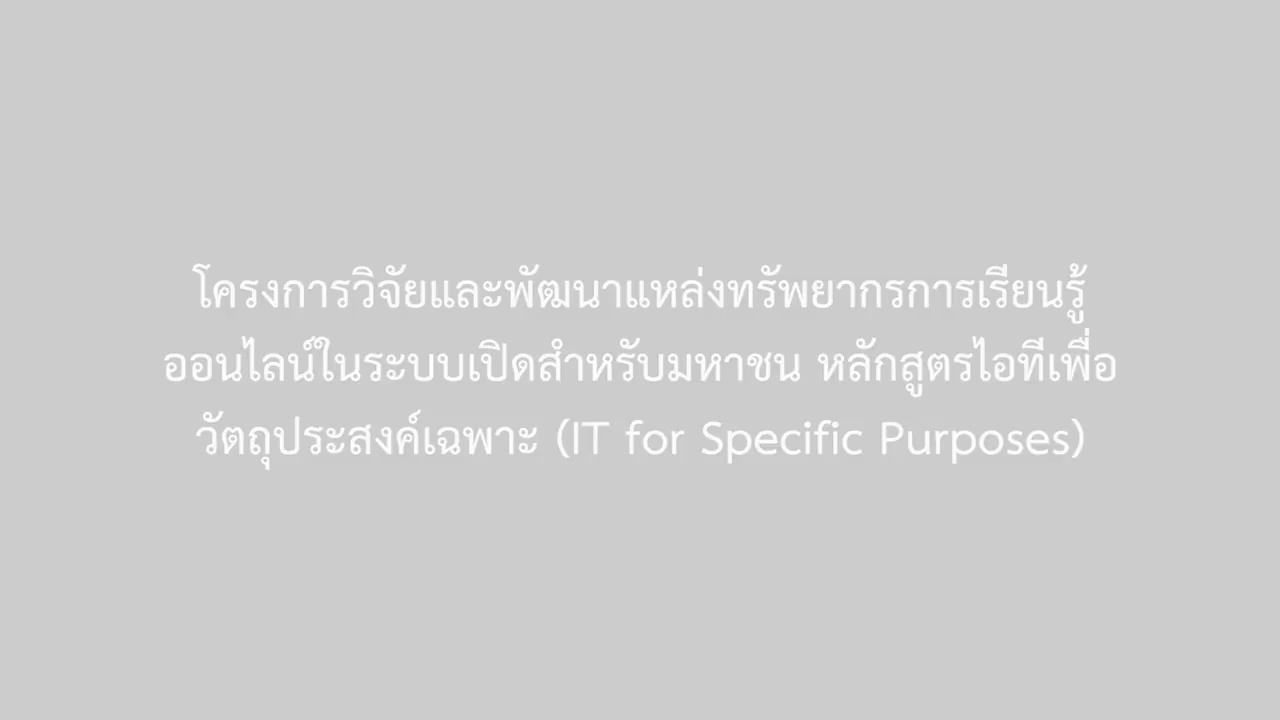 โครงการวิจัยและพัฒนาแหล่งทรัพยากรการเรียนรู้
ออนไลน์ในระบบเปิดสำหรับมหาชน หลักสูตรไอทีเพื่อ
วัตถุประสงค์เฉพาะ (IT for Specific Purposes)